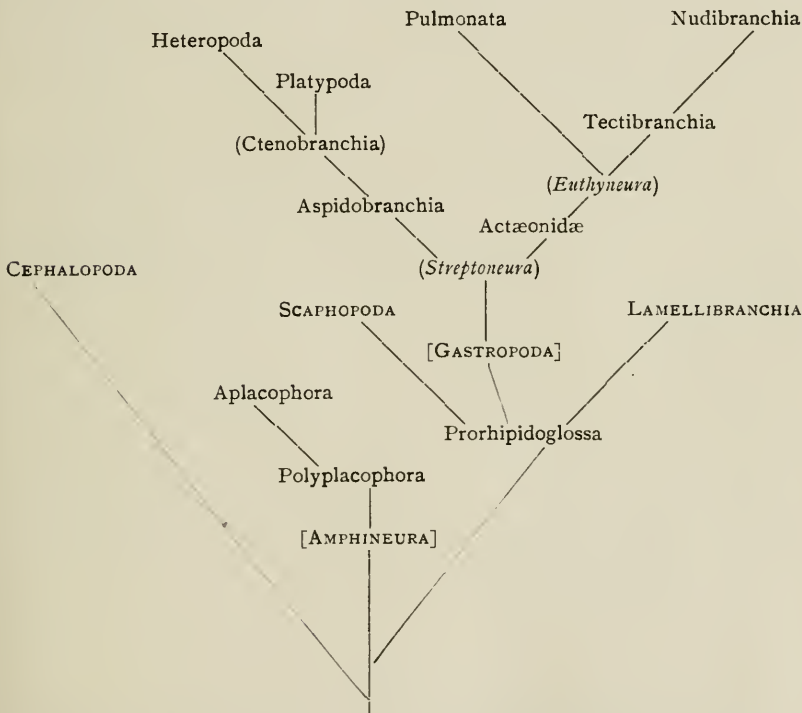 Pulmonata Nudibranchia
Heteropoda
Platypoda
Tectibranchia
(Ctenobranchia)
(Euthyneura)
Aspidobranchia
Actæonidæ
(Streptoneura)
CEPHALOPODA
SCAPHOPODA LAMELLIBRANCHIA
[GASTROPODA]
Aplacophora
Prorhipidoglossa
Polyplacophora
[AMPHINEURA]